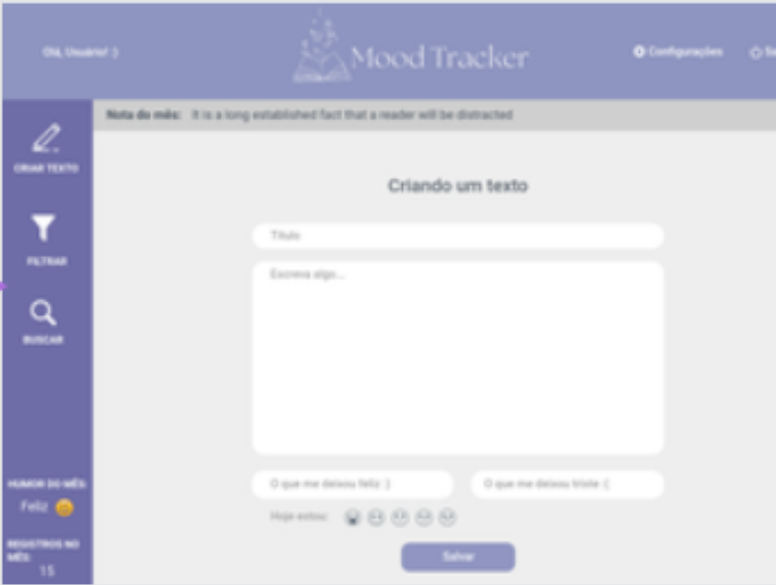 Olá, Usuário! :)
Mood Tracker
Configurações
Nota do mês: It is a long established fact that a reader will be distracted
CRIAR TEXTO
FILTRAR
BUSCAR
Criando um texto
Título
Escreva algo...
O que me deixou feliz :)
O que me deixou triste :(
Hoje estou:
Salvar
HUMOR DO MÊS:
Feliz
REGISTROS NO
MÊS:
15